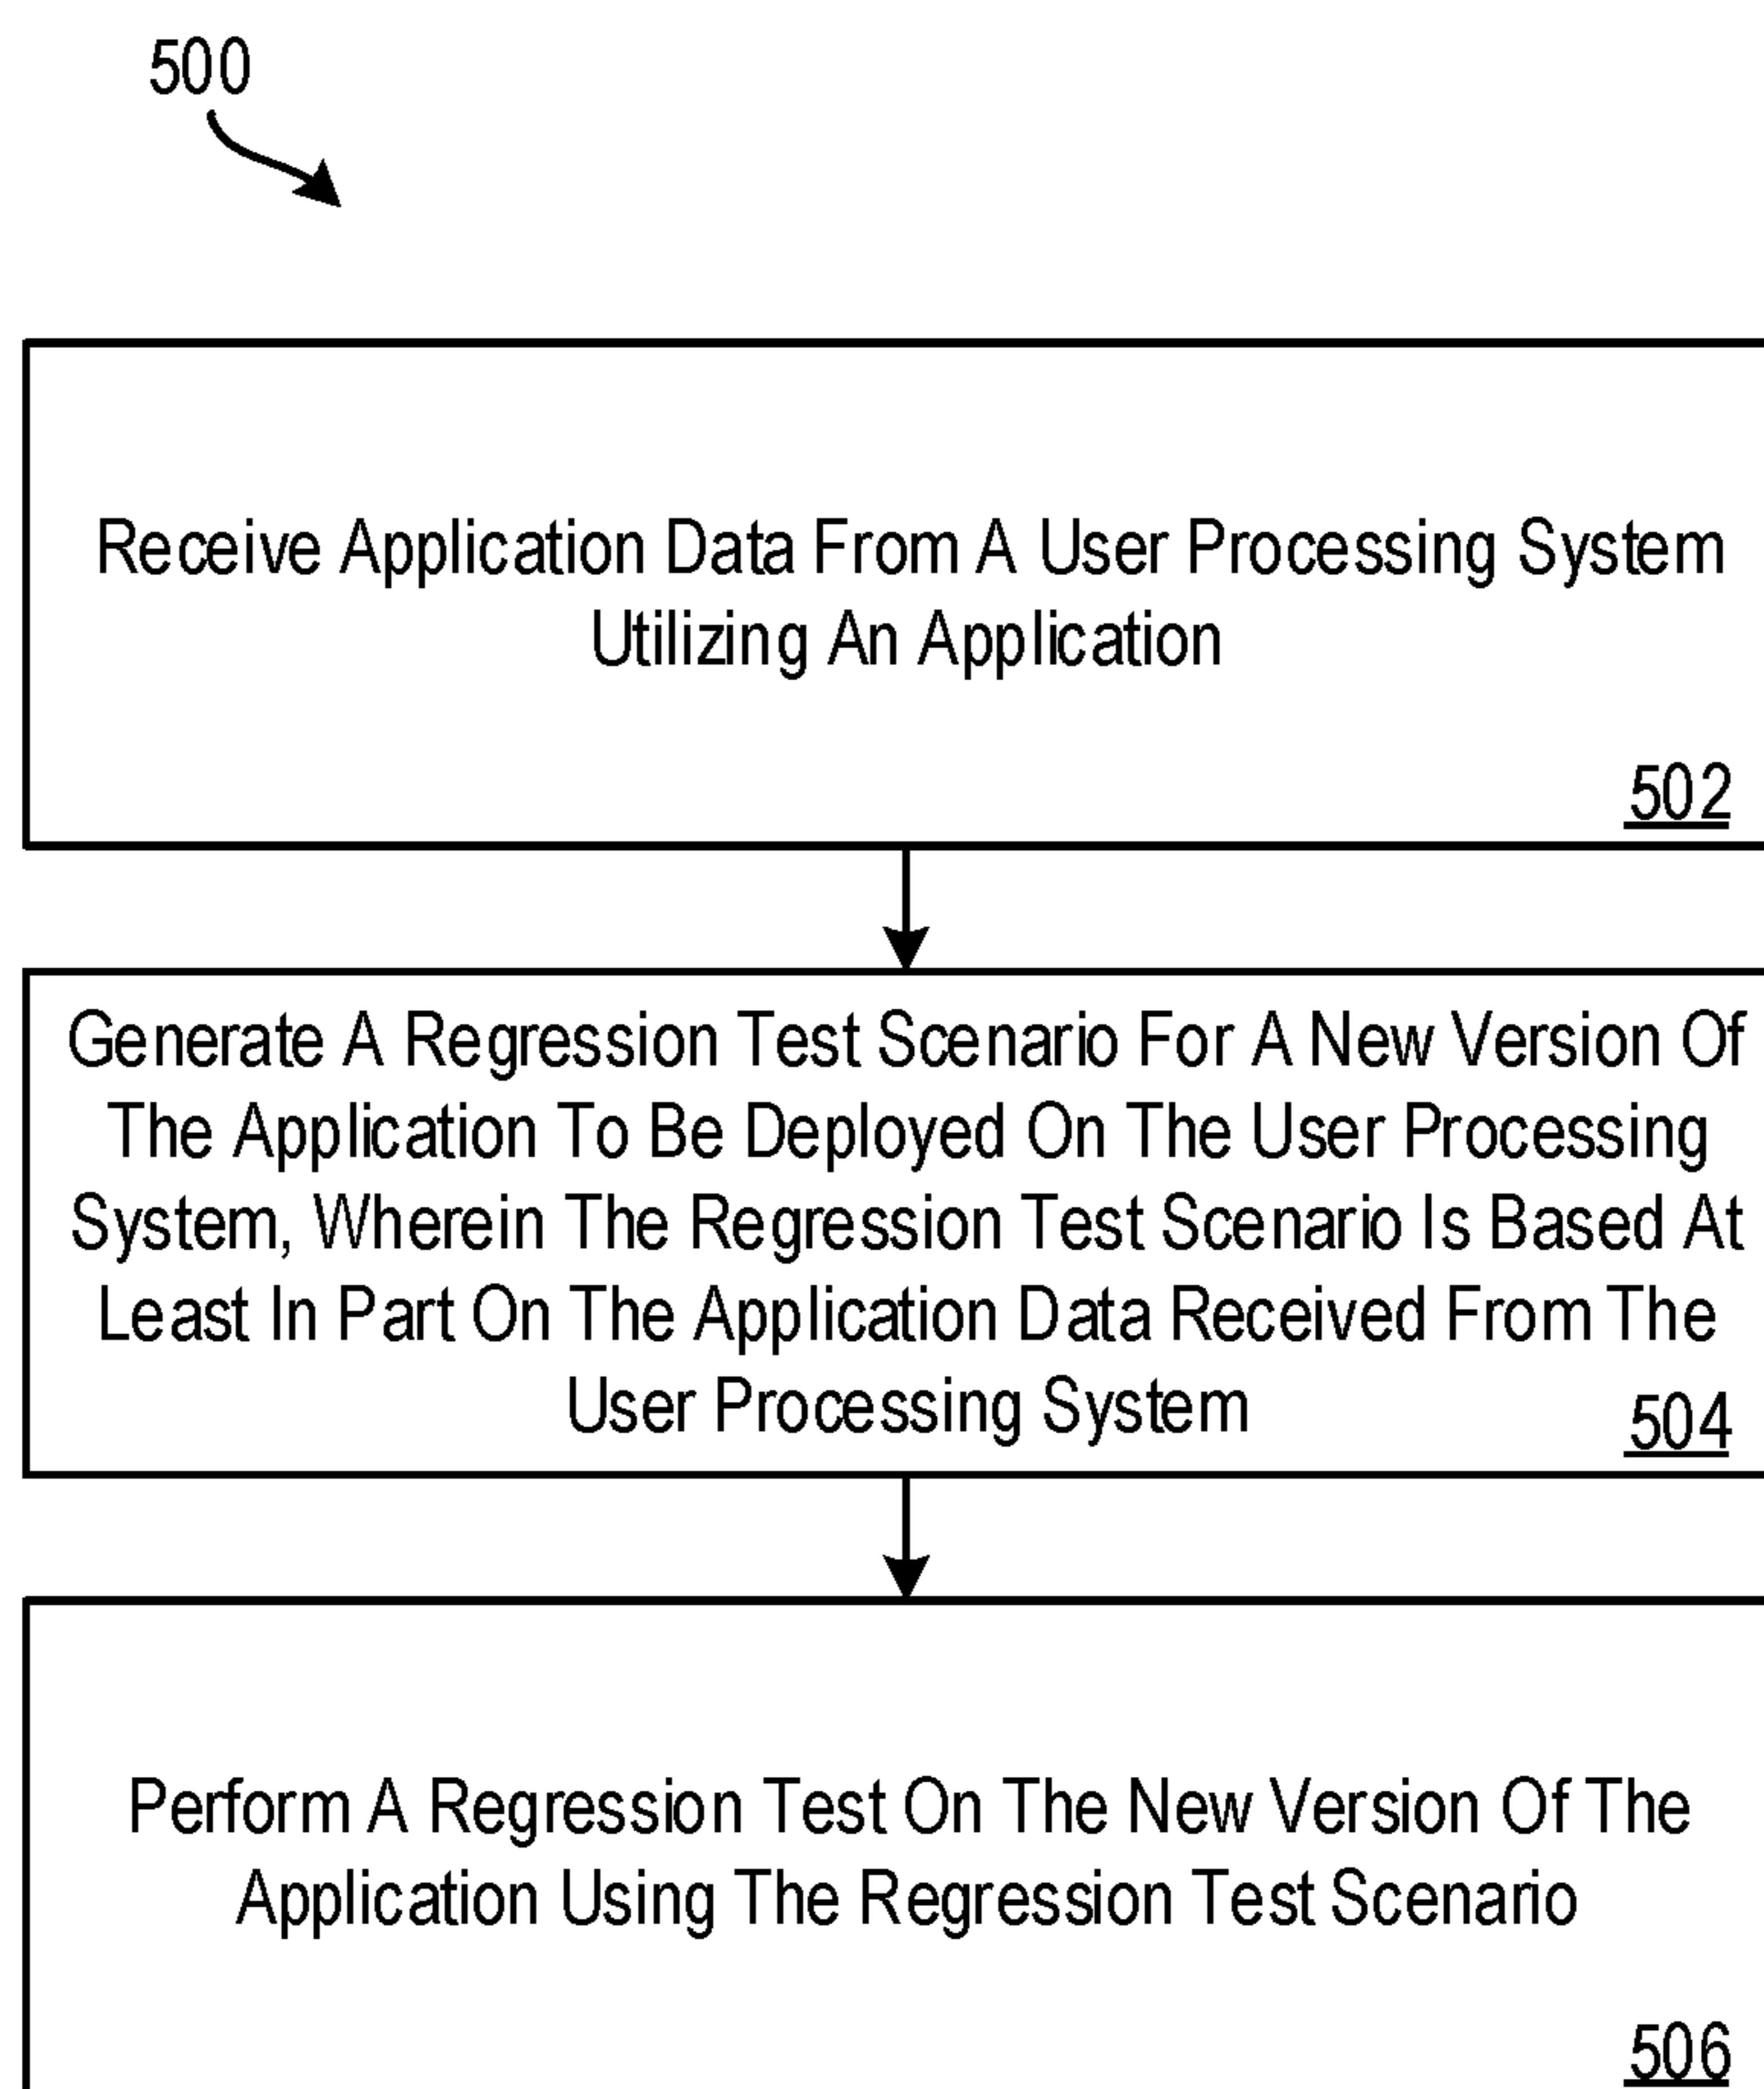 500
Receive Application Data From A User Processing System
Utilizing An Application
502
Generate A Regression Test Scenario For A New Version Of
The Application To Be Deployed On The User Processing
System, Wherein The Regression Test Scenario Is Based At
Least In Part On The Application Data Received From The
User Processing System
504
Perform A Regression Test On The New Version Of The
Application Using The Regression Test Scenario
506